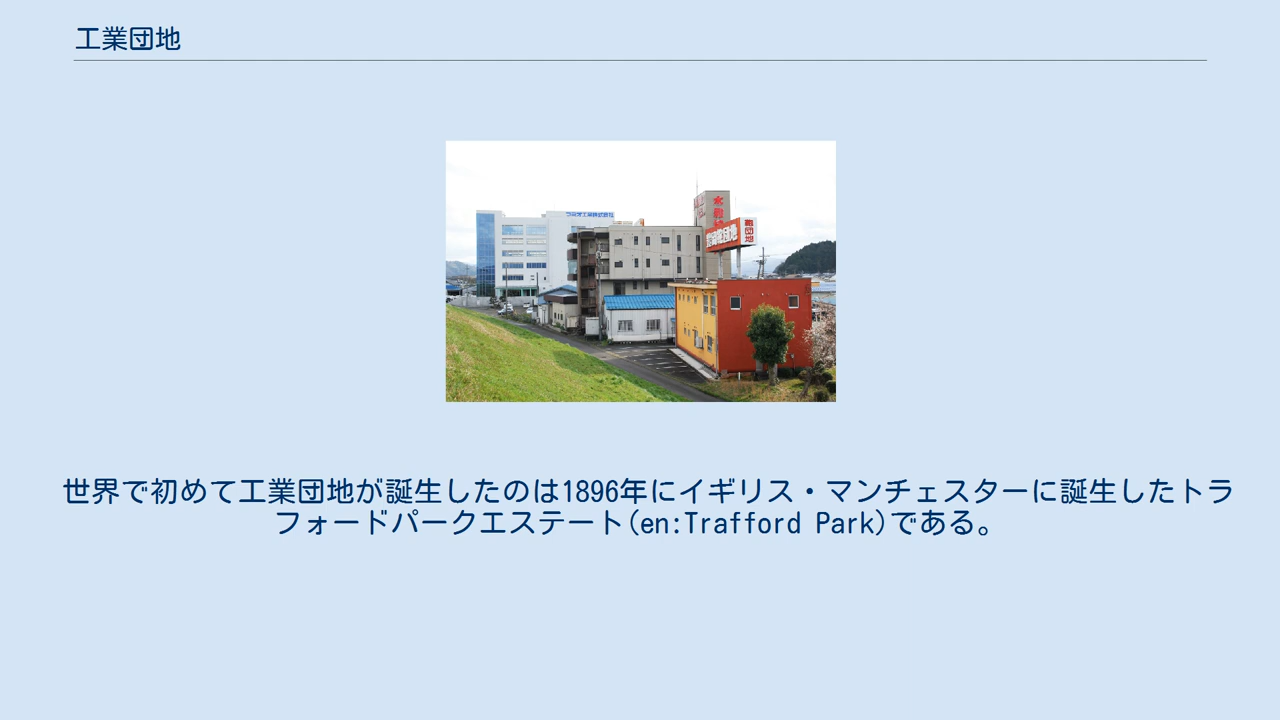 工業団地
世界で初めて工業団地が誕生したのは1896年にイギリス・マンチェスターに誕生したトラ
フォードパークエステート(en:Trafford Park)である。